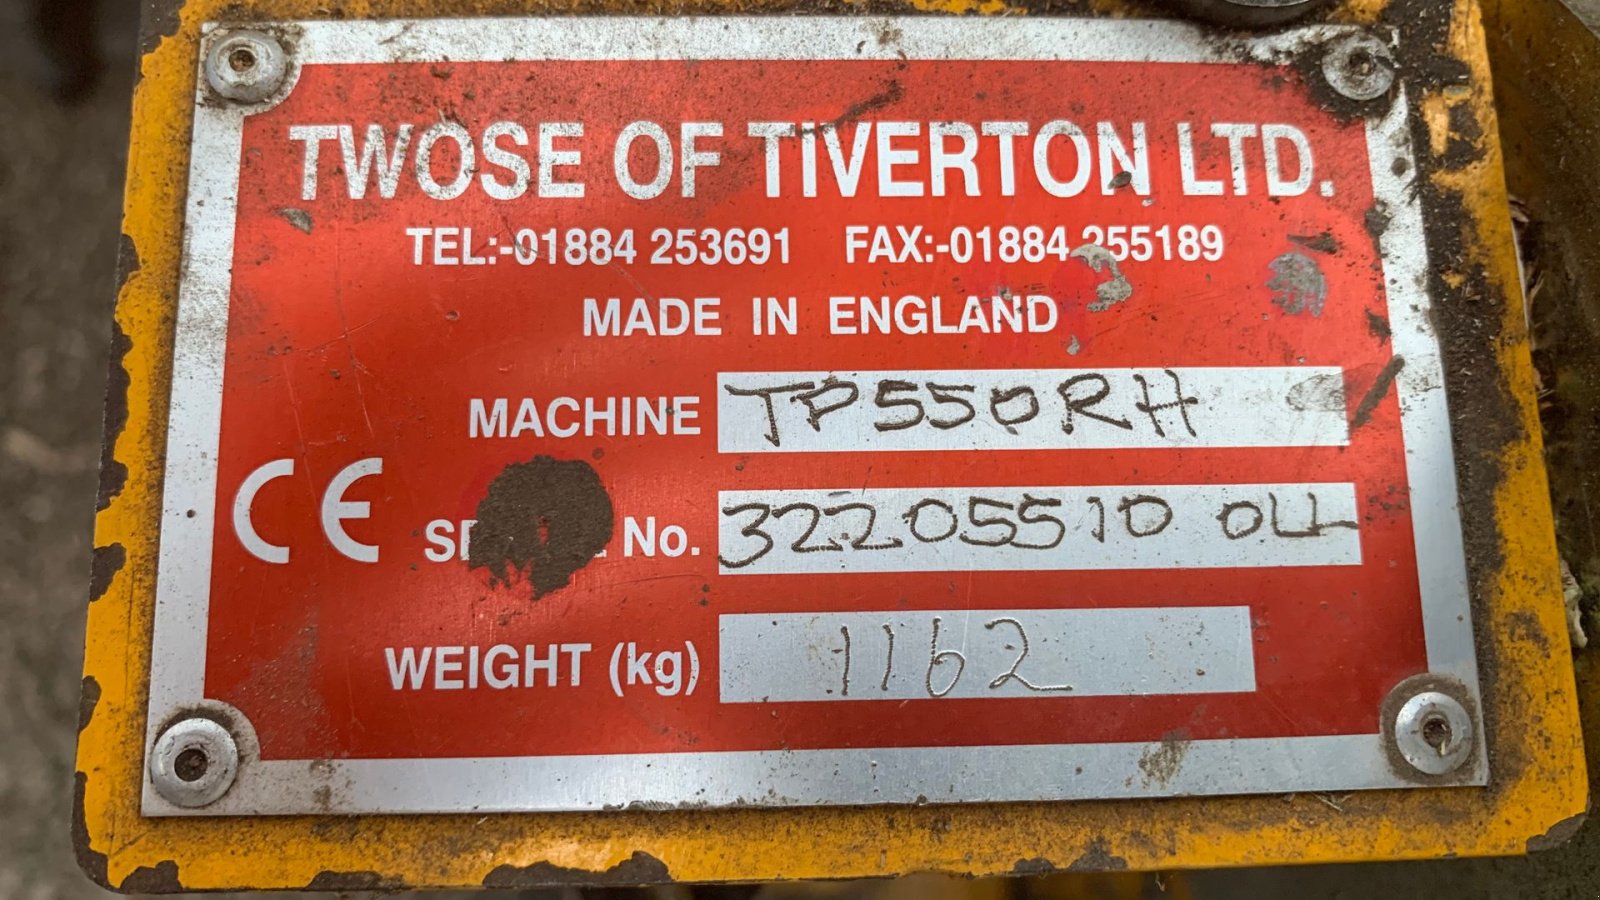 TWOSE OF TIVERTON LTD.
TEL:-01884 253691 FAX:-01884 255189
MADE IN ENGLAND
MACHINE TP550RH
CE
No. 32205510
WEIGHT (kg) 1162